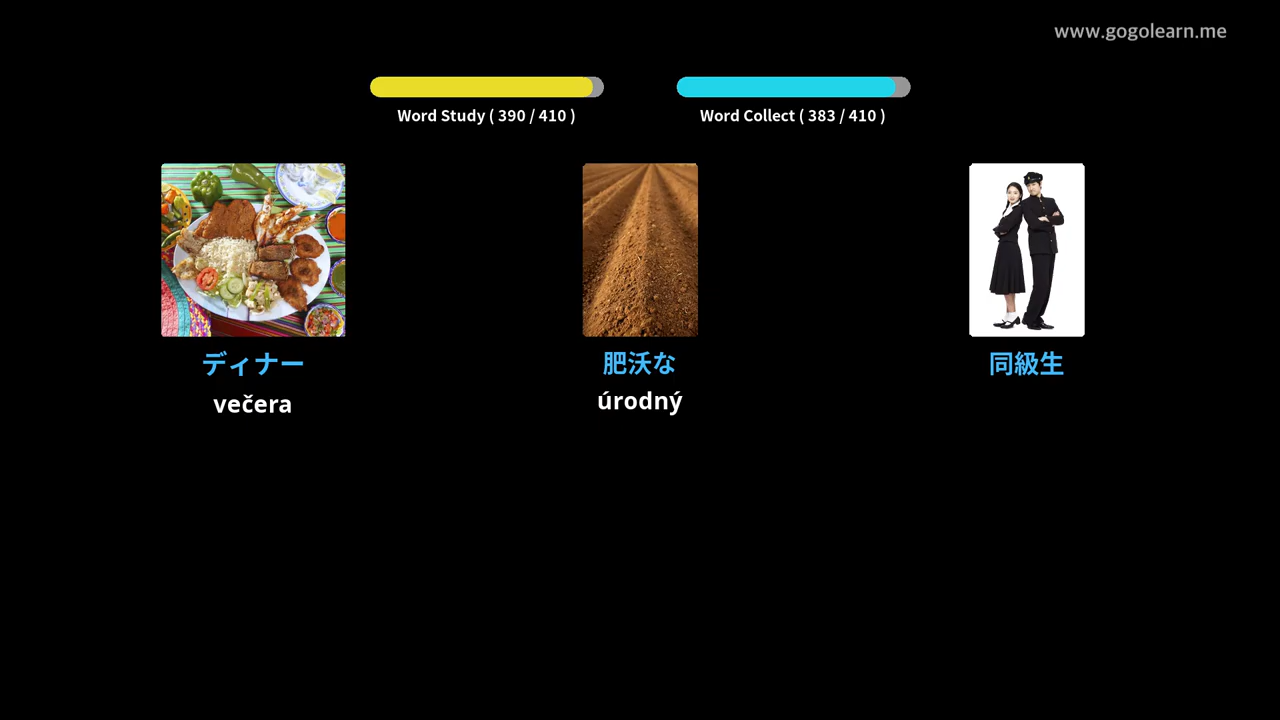 www.gogolearn.me
Word Study ( 390 / 410 )
Word Collect ( 383 / 410 )
ディナー
večera
肥沃な
úrodný
同級生